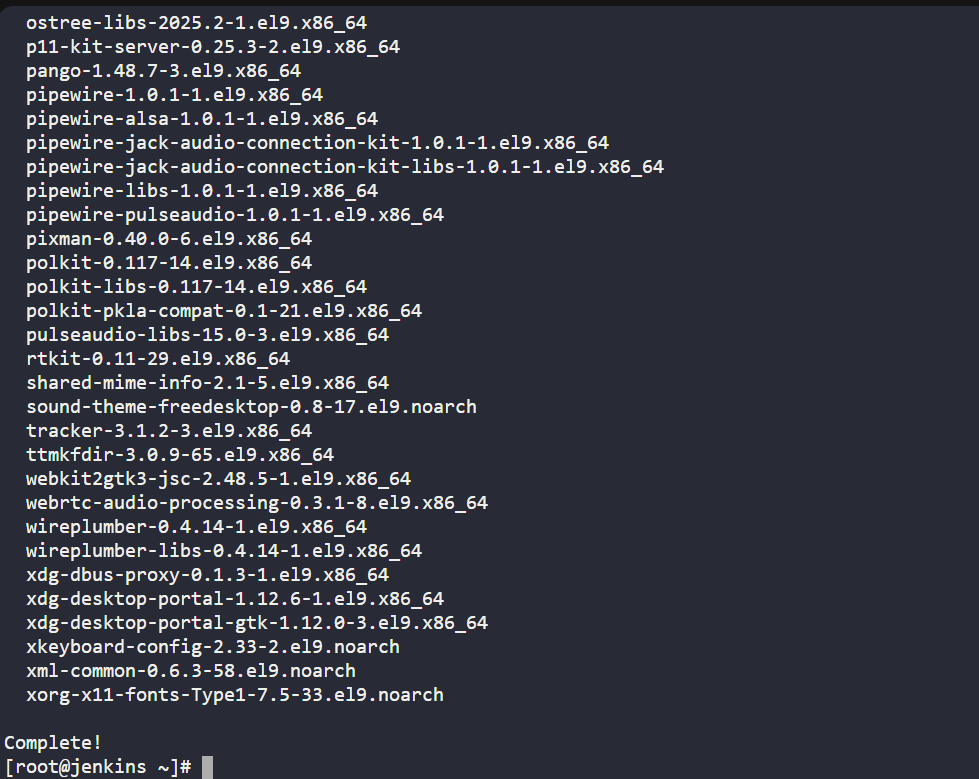 ostree-libs-2025.2-1.el9.x86_64
p11-kit-server-0.25.3-2.el9.x86_64
pango-1.48.7-3.el9.x86_64
pipewire-1.0.1-1.el9.x86_64
pipewire-alsa-1.0.1-1.el9.x86_64
pipewire-jack-audio-connection-kit-1.0.1-1.el9.x86_64
pipewire-jack-audio-connection-kit-libs-1.0.1-1.el9.x86_64
pipewire-libs-1.0.1-1.el9.x86_64
pipewire-pulseaudio-1.0.1-1.el9.x86_64
pixman-0.40.0-6.el9.x86_64
polkit-0.117-14.el9.x86_64
polkit-libs-0.117-14.el9.x86_64
polkit-pkla-compat-0.1-21.el9.x86_64
pulseaudio-libs-15.0-3.el9.x86_64
rtkit-0.11-29.el9.x86_64
shared-mime-info-2.1-5.el9.x86_64
sound-theme-freedesktop-0.8-17.el9.noarch
tracker-3.1.2-3.el9.x86_64
ttmkfdir-3.0.9-65.el9.x86_64
webkit2gtk3-jsc-2.48.5-1.el9.x86_64
webrtc-audio-processing-0.3.1-8.el9.x86_64
wireplumber-0.4.14-1.el9.x86_64
wireplumber-libs-0.4.14-1.el9.x86_64
xdg-dbus-proxy-0.1.3-1.el9.x86_64
xdg-desktop-portal-1.12.6-1.el9.x86_64
xdg-desktop-portal-gtk-1.12.0-3.el9.x86_64
xkeyboard-config-2.33-2.el9.noarch
xml-common-0.6.3-58.el9.noarch
xorg-x11-fonts-Type1-7.5-33.el9.noarch
Complete!
[root@jenkins ~]#